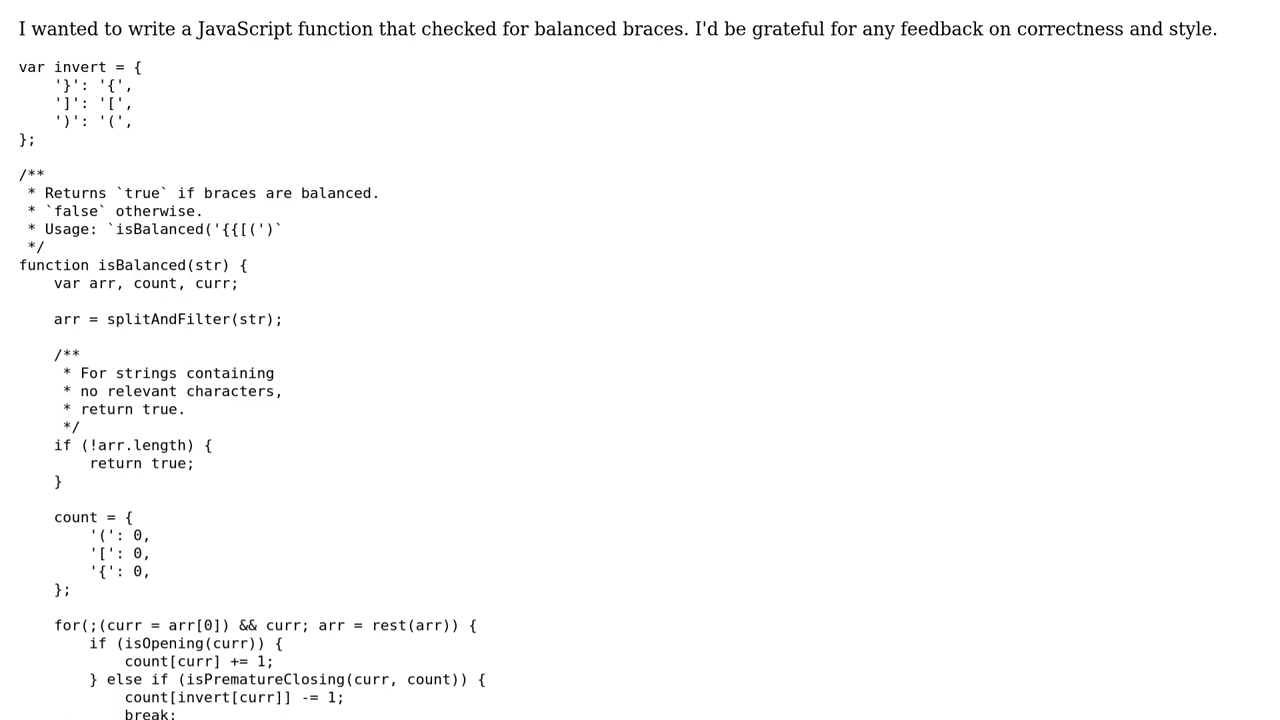 I wanted to write a JavaScript function that checked for balanced braces. I'd be grateful for any feedback on correctness and style.
var invert = {
    '}': '{',
    ']': '[',
    ')': '(',
};
/**
 * Returns `true` if braces are balanced.
 * `false` otherwise.
 * Usage: `isBalanced('{{[(')`
 */
function isBalanced(str) {
    var arr, count, curr;
    arr = splitAndFilter(str);
    /**
     * For strings containing
     * no relevant characters,
     * return true.
     */
    if (!arr.length) {
        return true;
    }
    count = {
        '(': 0,
        '[': 0,
        '{': 0,
    };
    for(;(curr = arr[0]) && curr; arr = rest(arr)) {
        if (isOpening(curr)) {
            count[curr] += 1;
        } else if (isPrematureClosing(curr, count)) {
            count[invert[curr]] -= 1;
            break;